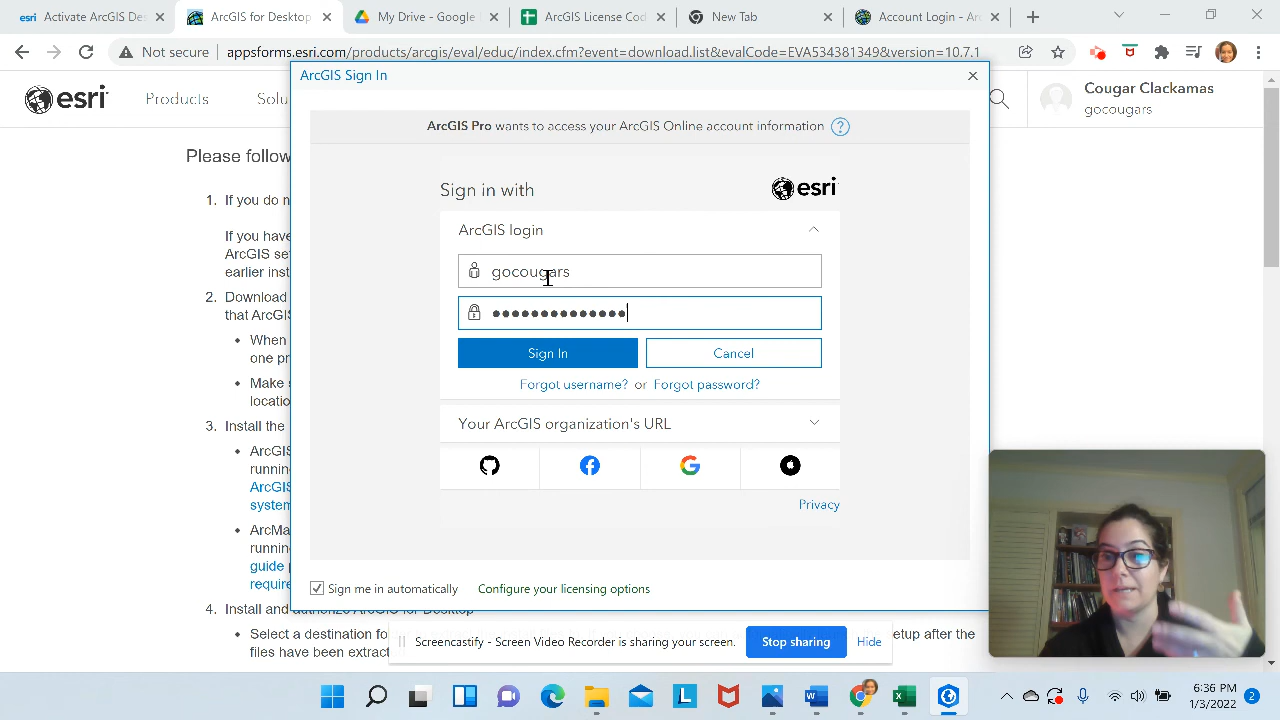 esri Activate ArcGIS De
ArcGIS for Desktop
My Drive - Google
ArcGIS License Cod
New Tab
Account Login - Arc
Not secure
appsforms.esri.com/products/arcgis/eval/educ/index.cfm?event=download.list&evalCode=EVA534381349&version=10.7.1
esri
Products
Solu
Cougar Clackamas
gocougars
ArcGIS Sign In
ArcGIS Pro wants to access your ArcGIS Online account information ?
Please follow
Sign in with
esri
1. If you do n
ArcGIS login
If you have
ArcGIS se
earlier inst
gocougars
2. Download
that ArcGIS
When
one pr
Sign In
Cancel
Make s
locatio
Forgot username? or Forgot password?
3. Install the
Your ArcGIS organization's URL
ArcGIS
running
ArcGIS
system
Privacy
ArcMa
running
guide p
require
Sign me in automatically
Configure your licensing options
4. Install and authorize ArcGIS for Desktop
Select a destination fo
etup after the
files have been extract
Screencastify - Screen Video Recorder is sharing your screen.
Stop sharing
Hide
L
W
6:36 PM
1/3/2022
2